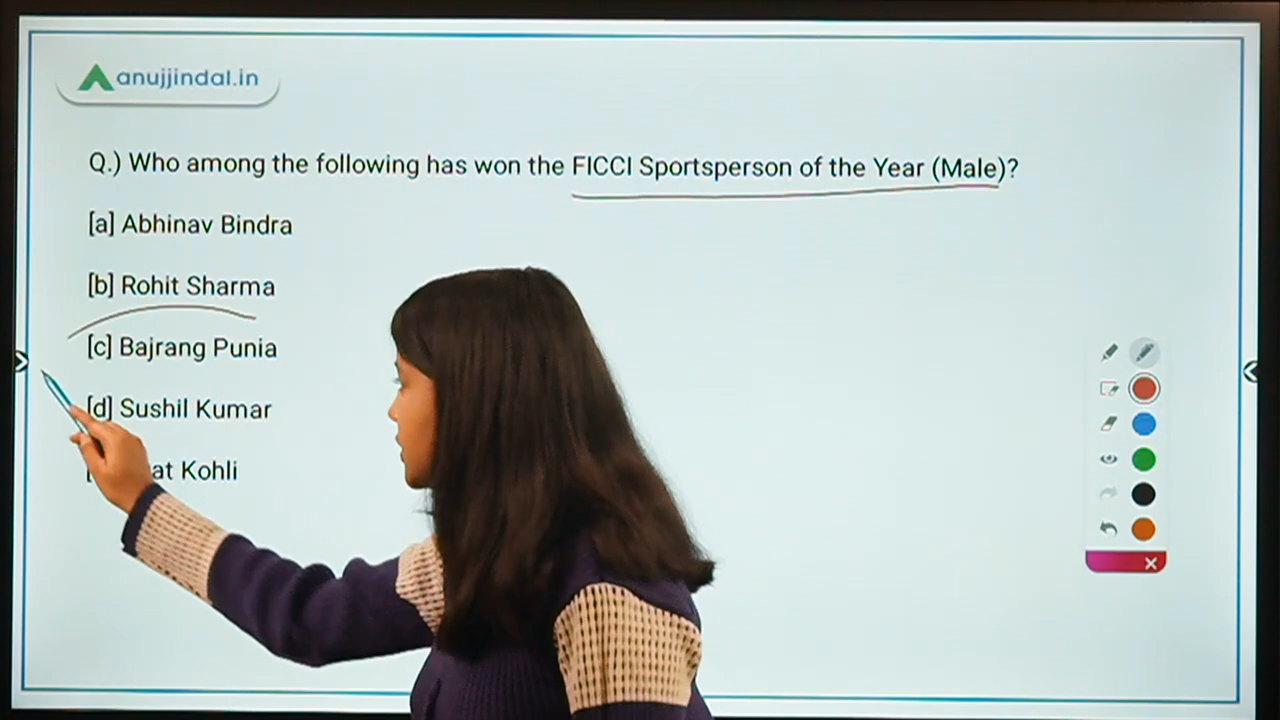 anujjindal.in
Q.) Who among the following has won the FICCI Sportsperson of the Year (Male)?
[a] Abhinav Bindra
[b] Rohit Sharma
[c] Bajrang Punia
[d] Sushil Kumar
Kohli